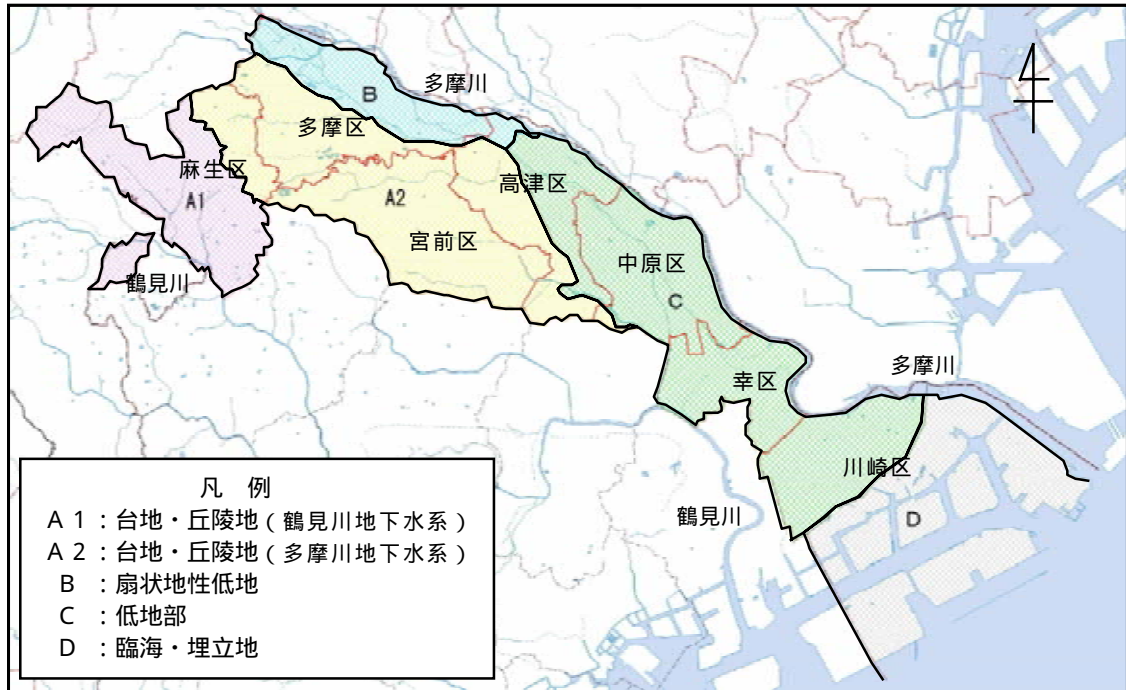 多摩川
B
多摩区
麻生区
A1
A2
高津区
宮前区
中原区
鶴見川
C
多摩川
幸区
川崎区
鶴見川
D
凡 例
A 1 : 台地・丘陵地 ( 鶴見川地下水系 )
A 2 : 台地・丘陵地 ( 多摩川地下水系 )
B : 扇状地性低地
C : 低地部
D : 臨海・埋立地